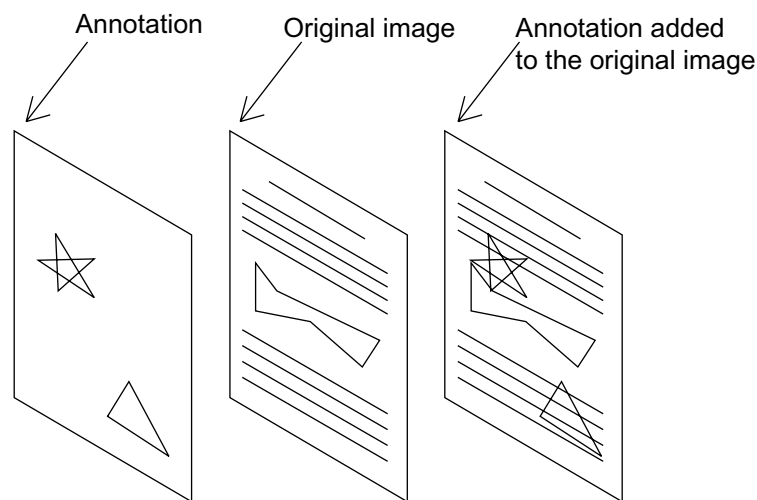 Annotation
Original image
Annotation added
to the original image